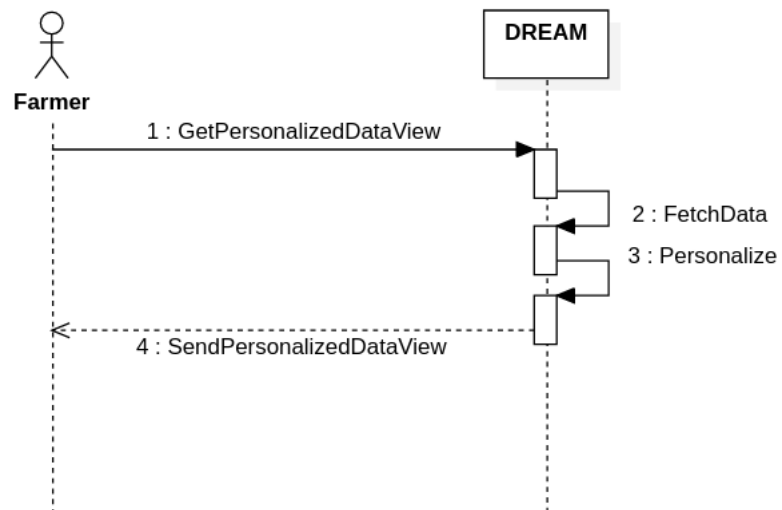 DREAM
Farmer
1 : GetPersonalizedDataView
2 : FetchData
3 : Personalize
4 : SendPersonalizedDataView